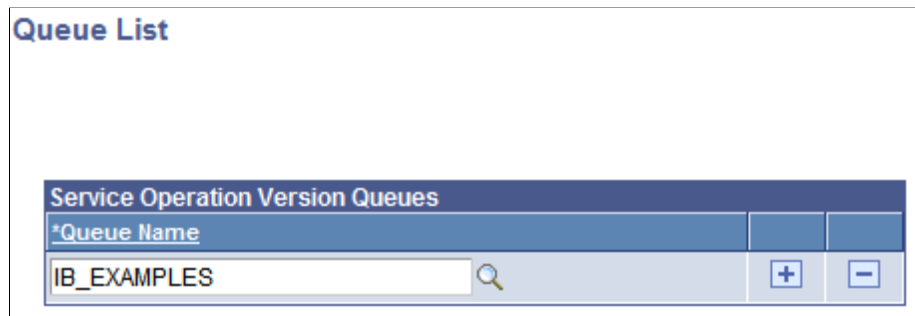 Queue List
Service Operation Version Queues
*Queue Name
IB_EXAMPLES